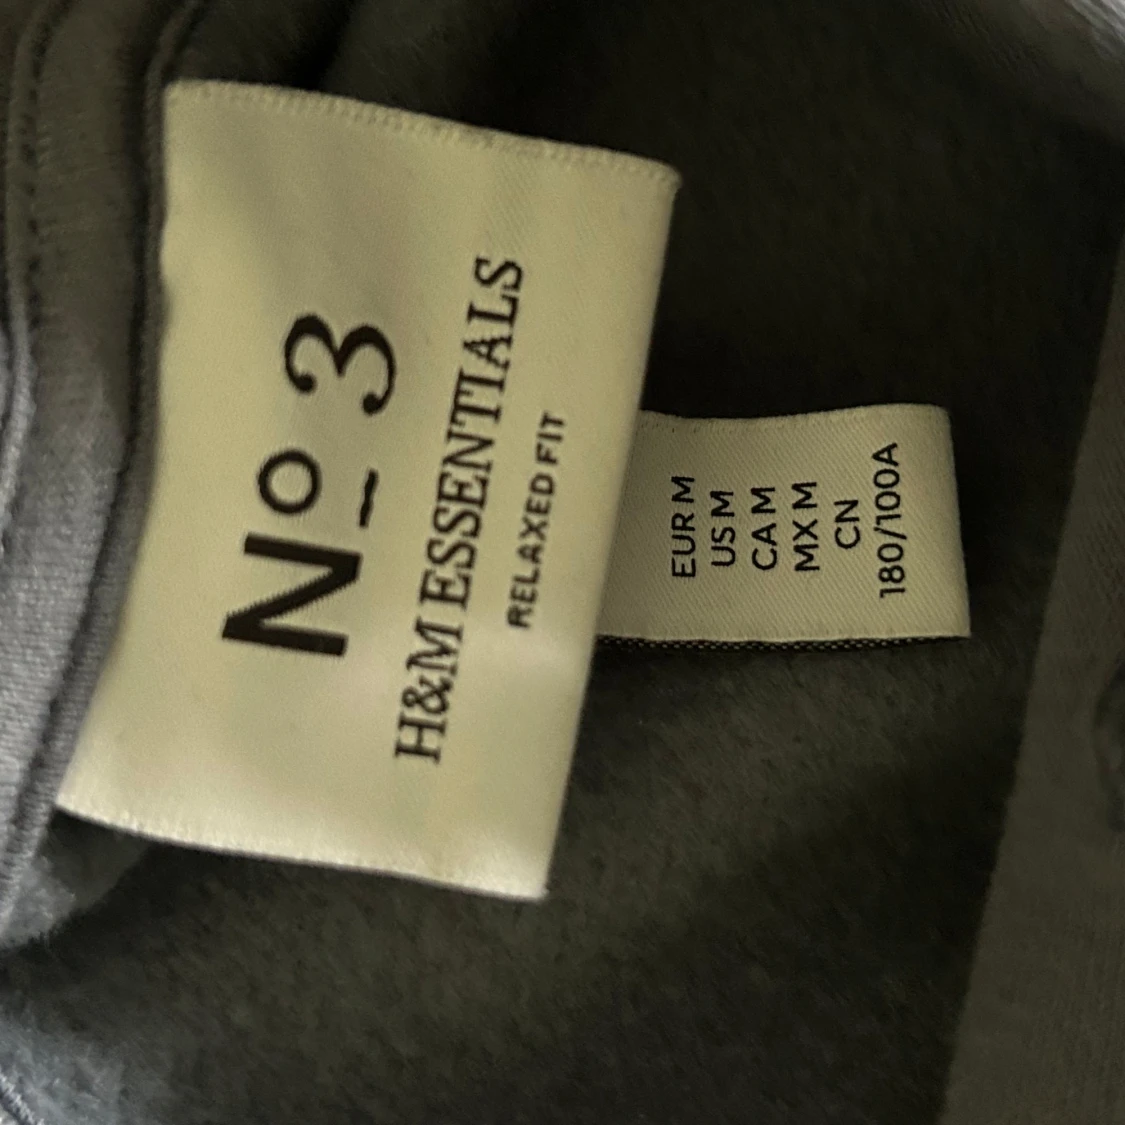 Nº 3
H&M ESSENTIALS
RELAXED FIT
EUR M
US M
CA M
MX M
CN
180/100A